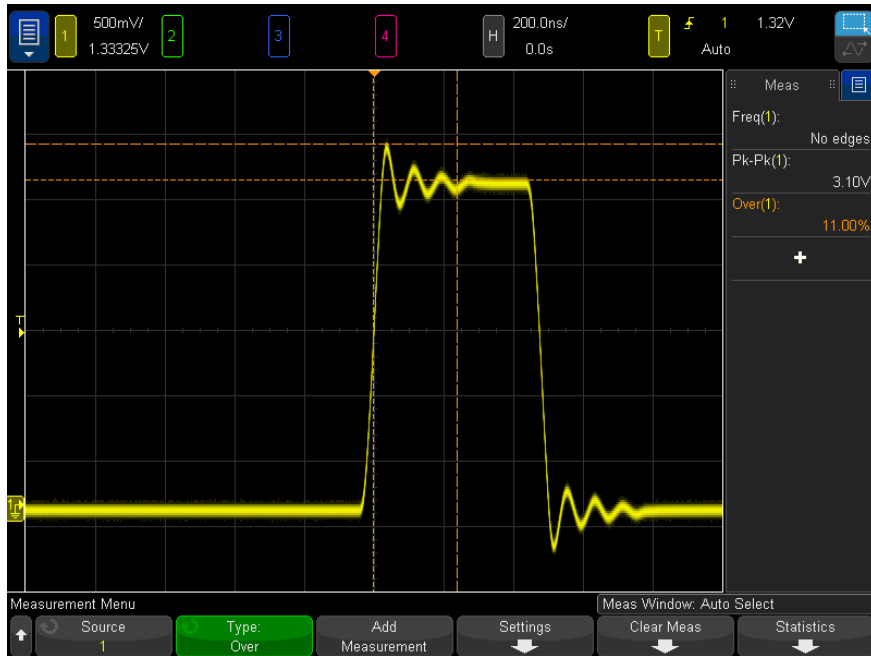 1 500mV/ 2 3 4 H 200.0ns/ T 1 1.32V
1.33325V 0.0s Auto
Meas
Freq(1):
No edges
Pk-Pk(1):
3.10V
Over(1):
11.00%
+
T
1
Measurement Menu Meas Window: Auto Select
Source Type: Add Settings Clear Meas Statistics
1 Over Measurement